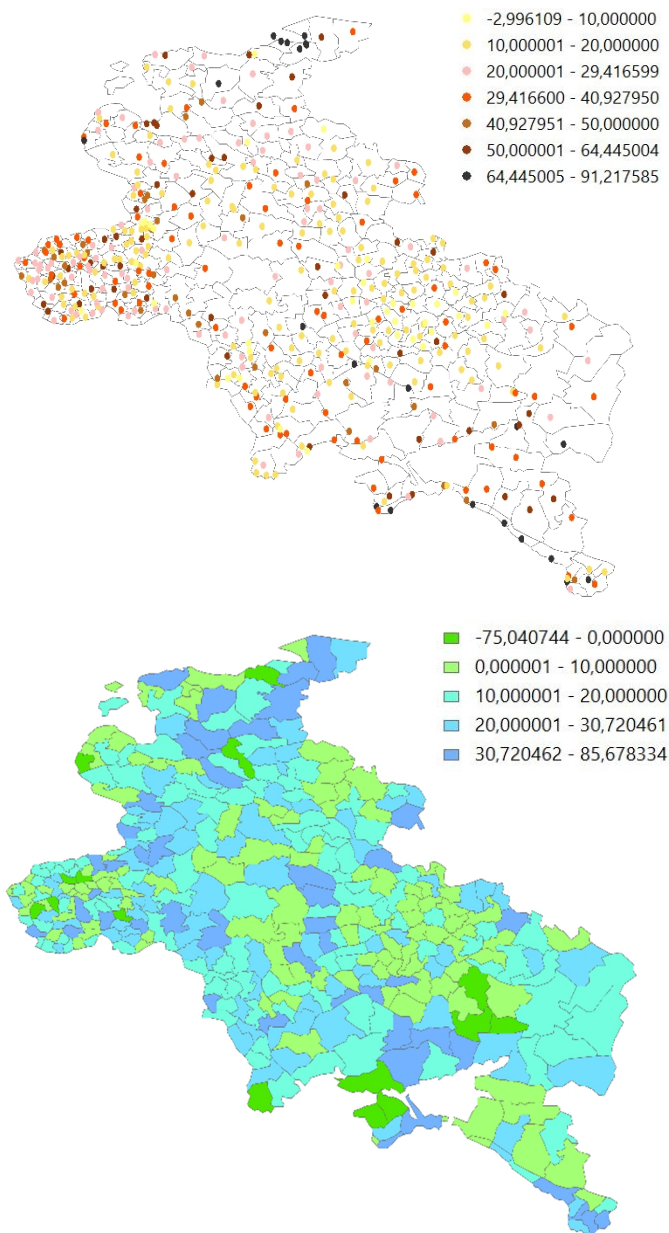 -2,996109 - 10,000000
10,000001 - 20,000000
20,000001 - 29,416599
29,416600 - 40,927950
40,927951 - 50,000000
50,000001 - 64,445004
64,445005 - 91,217585
-75,040744 - 0,000000
0,000001 - 10,000000
10,000001 - 20,000000
20,000001 - 30,720461
30,720462 - 85,678334